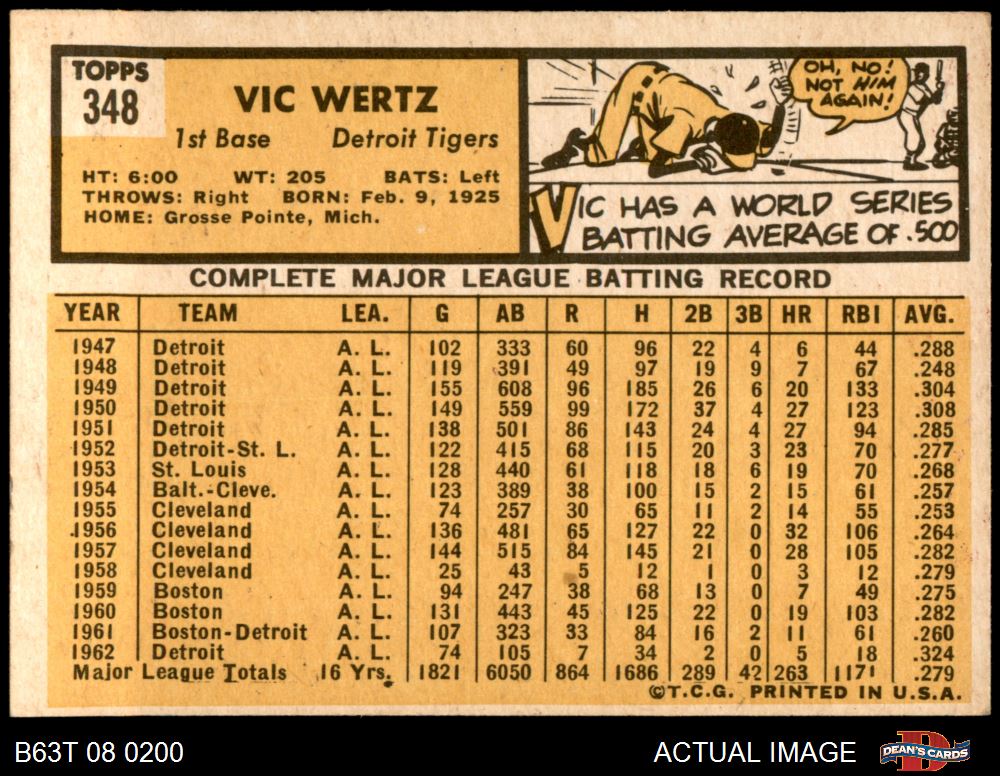 TOPPS
348
VIC WERTZ
1st Base Detroit Tigers
HT: 6:00 WT: 205 BATS: Left
THROWS: Right BORN: Feb. 9, 1925
HOME: Grosse Pointe, Mich.
OH, NO!
NOT HIM
AGAIN!
VIC HAS A WORLD SERIES
BATTING AVERAGE OF .500
COMPLETE MAJOR LEAGUE BATTING RECORD
YEAR TEAM LEA. G AB R H 2B 3B HR RBI AVG.
1947 Detroit A. L. 102 333 60 96 22 4 6 44 .288
1948 Detroit A. L. 119 391 49 97 19 9 7 67 .248
1949 Detroit A. L. 155 608 96 185 26 6 20 133 .304
1950 Detroit A. L. 149 559 99 172 37 4 27 123 .308
1951 Detroit A. L. 138 501 86 143 24 4 27 94 .285
1952 Detroit-St. L. A. L. 122 415 68 115 20 3 23 70 .277
1953 St. Louis A. L. 128 440 61 118 18 6 19 70 .268
1954 Balt.-Cleve. A. L. 123 389 38 100 15 2 15 61 .257
1955 Cleveland A. L. 74 257 30 65 11 2 14 55 .253
1956 Cleveland A. L. 136 481 65 127 22 0 32 106 .264
1957 Cleveland A. L. 144 515 84 145 21 0 28 105 .282
1958 Cleveland A. L. 25 43 5 12 1 0 3 12 .279
1959 Boston A. L. 94 247 38 68 13 0 7 49 .275
1960 Boston A. L. 131 443 45 125 22 0 19 103 .282
1961 Boston-Detroit A. L. 107 323 33 84 16 2 11 61 .260
1962 Detroit A. L. 74 105 7 34 2 0 5 18 .324
Major League Totals 16 Yrs. 1821 6050 864 1686 289 42 263 1171 .279
©T.C.G. PRINTED IN U.S.A.
B63T 08 0200 ACTUAL IMAGE DEAN'S CARDS